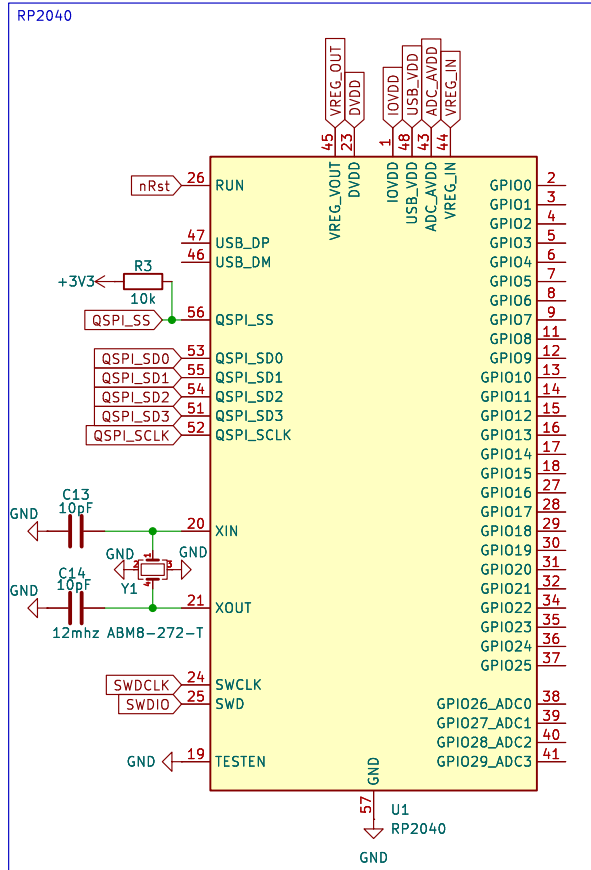 RP2040
VREG_OUT
DVDD
IOVDD
USB_VDD
ADC_AVDD
VREG_IN
45
23
1
48
43
44
VREG_VOUT
DVDD
IOVDD
USB_VDD
ADC_AVDD
VREG_IN
nRst 26 RUN
47 USB_DP
46 USB_DM
R3
+3V3
10k
QSPI_SS 56 QSPI_SS
QSPI_SD0 53 QSPI_SD0
QSPI_SD1 55 QSPI_SD1
QSPI_SD2 54 QSPI_SD2
QSPI_SD3 51 QSPI_SD3
QSPI_SCLK 52 QSPI_SCLK
C13
10pF
GND
20 XIN
GND
GND
1
2
3
4
Y1
C14
10pF
GND
21 XOUT
12mhz ABM8-272-T
SWDCLK 24 SWCLK
SWDIO 25 SWD
GND 19 TESTEN
GPIO0 2
GPIO1 3
GPIO2 4
GPIO3 5
GPIO4 6
GPIO5 7
GPIO6 8
GPIO7 9
GPIO8 11
GPIO9 12
GPIO10 13
GPIO11 14
GPIO12 15
GPIO13 16
GPIO14 17
GPIO15 18
GPIO16 27
GPIO17 28
GPIO18 29
GPIO19 30
GPIO20 31
GPIO21 32
GPIO22 34
GPIO23 35
GPIO24 36
GPIO25 37
GPIO26_ADC0 38
GPIO27_ADC1 39
GPIO28_ADC2 40
GPIO29_ADC3 41
GND
57
U1
RP2040
GND